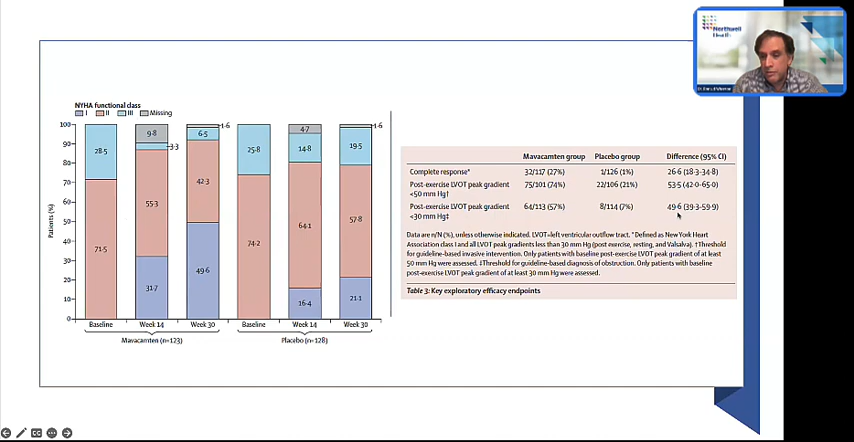 Northwell
Health
NYHA functional class
I II III Missing
100
90
80
70
60
50
40
30
20
10
0
Patients (%)
28·5
71·5
9·8
3·3
55·3
31·7
1·6
6·5
42·3
49·6
25·8
74·2
4·7
14·8
64·1
16·4
1·6
19·5
57·8
21·1
Baseline Week 14 Week 30 Baseline Week 14 Week 30
Mavacamten (n=123) Placebo (n=128)
Mavacamten group Placebo group Difference (95% CI)
Complete response* 32/117 (27%) 1/126 (1%) 26·6 (18·3–34·8)
Post-exercise LVOT peak gradient 75/101 (74%) 22/106 (21%) 53·5 (42·0–65·0)
<50 mm Hg†
Post-exercise LVOT peak gradient 64/113 (57%) 8/114 (7%) 49·6 (39·3–59·9)
<30 mm Hg‡
Data are n/N (%), unless otherwise indicated. LVOT=left ventricular outflow tract. *Defined as New York Heart
Association class I and all LVOT peak gradients less than 30 mm Hg (post exercise, resting, and Valsalva). †Threshold
for guideline-based invasive intervention. Only patients with baseline post-exercise LVOT peak gradient of at least
50 mm Hg were assessed. ‡Threshold for guideline-based diagnosis of obstruction. Only patients with baseline
post-exercise LVOT peak gradient of at least 30 mm Hg were assessed.
Table 3: Key exploratory efficacy endpoints
CC